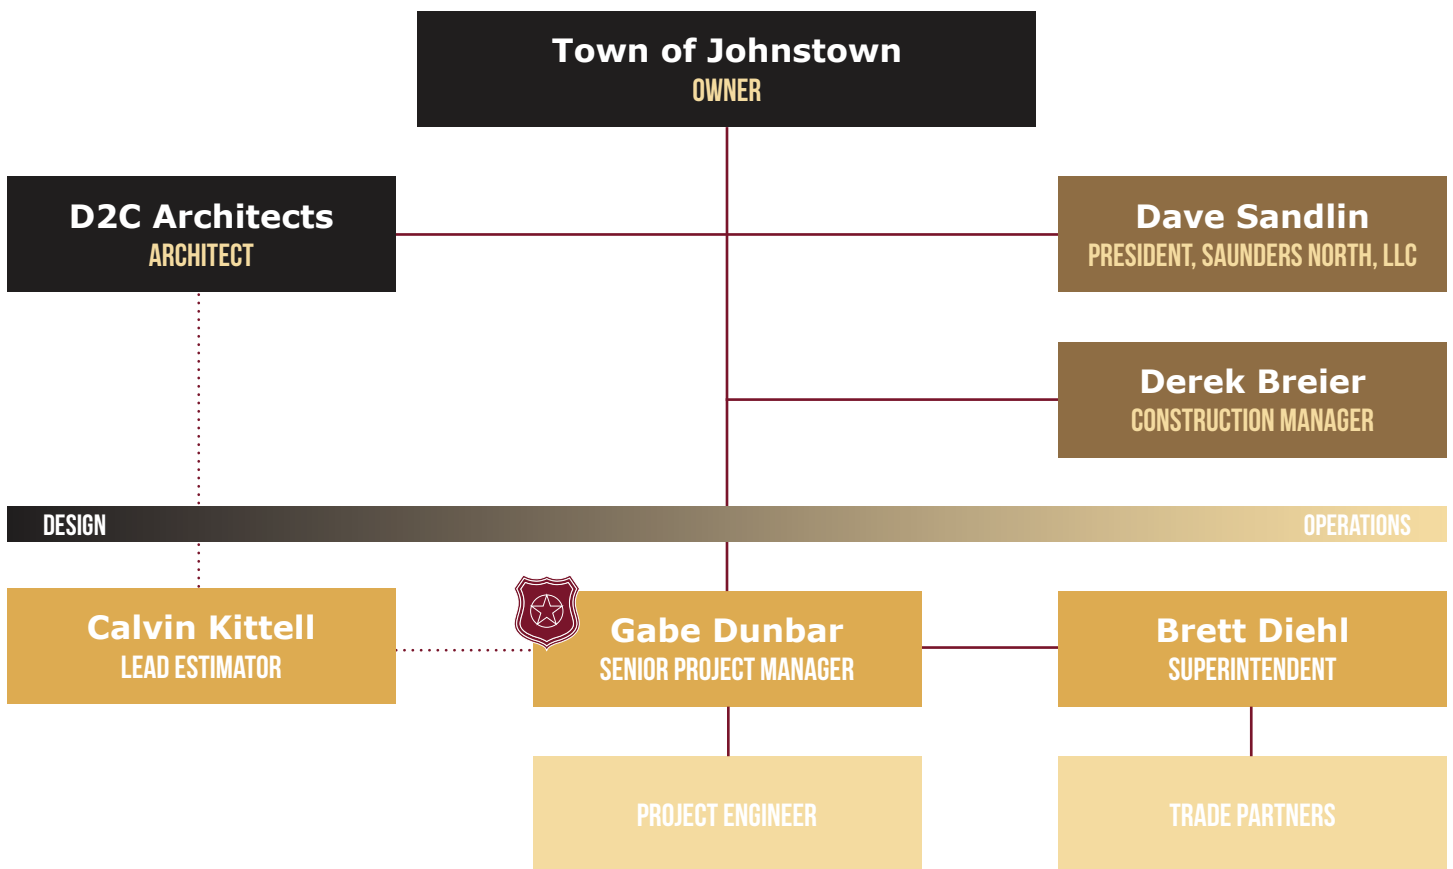 Town of Johnstown
OWNER
D2C Architects
ARCHITECT
Dave Sandlin
PRESIDENT, SAUNDERS NORTH, LLC
Derek Breier
CONSTRUCTION MANAGER
DESIGN
OPERATIONS
Calvin Kittell
LEAD ESTIMATOR
Gabe Dunbar
SENIOR PROJECT MANAGER
Brett Diehl
SUPERINTENDENT
PROJECT ENGINEER
TRADE PARTNERS